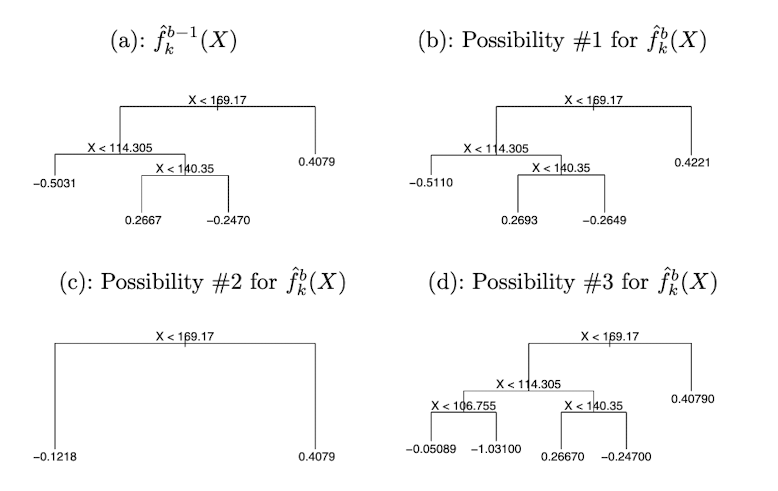 (a): $\hat{f}_k^{b-1}(X)$
(b): Possibility #1 for $\hat{f}_k^b(X)$
X < 169.17
X < 114.305
X < 140.35
0.4079
−0.5031
0.2667
−0.2470
X < 169.17
X < 114.305
X < 140.35
0.4221
−0.5110
0.2693
−0.2649
(c): Possibility #2 for $\hat{f}_k^b(X)$
(d): Possibility #3 for $\hat{f}_k^b(X)$
X < 169.17
−0.1218
0.4079
X < 169.17
X < 114.305
0.40790
X < 106.755
X < 140.35
−0.05089
−1.03100
0.26670
−0.24700